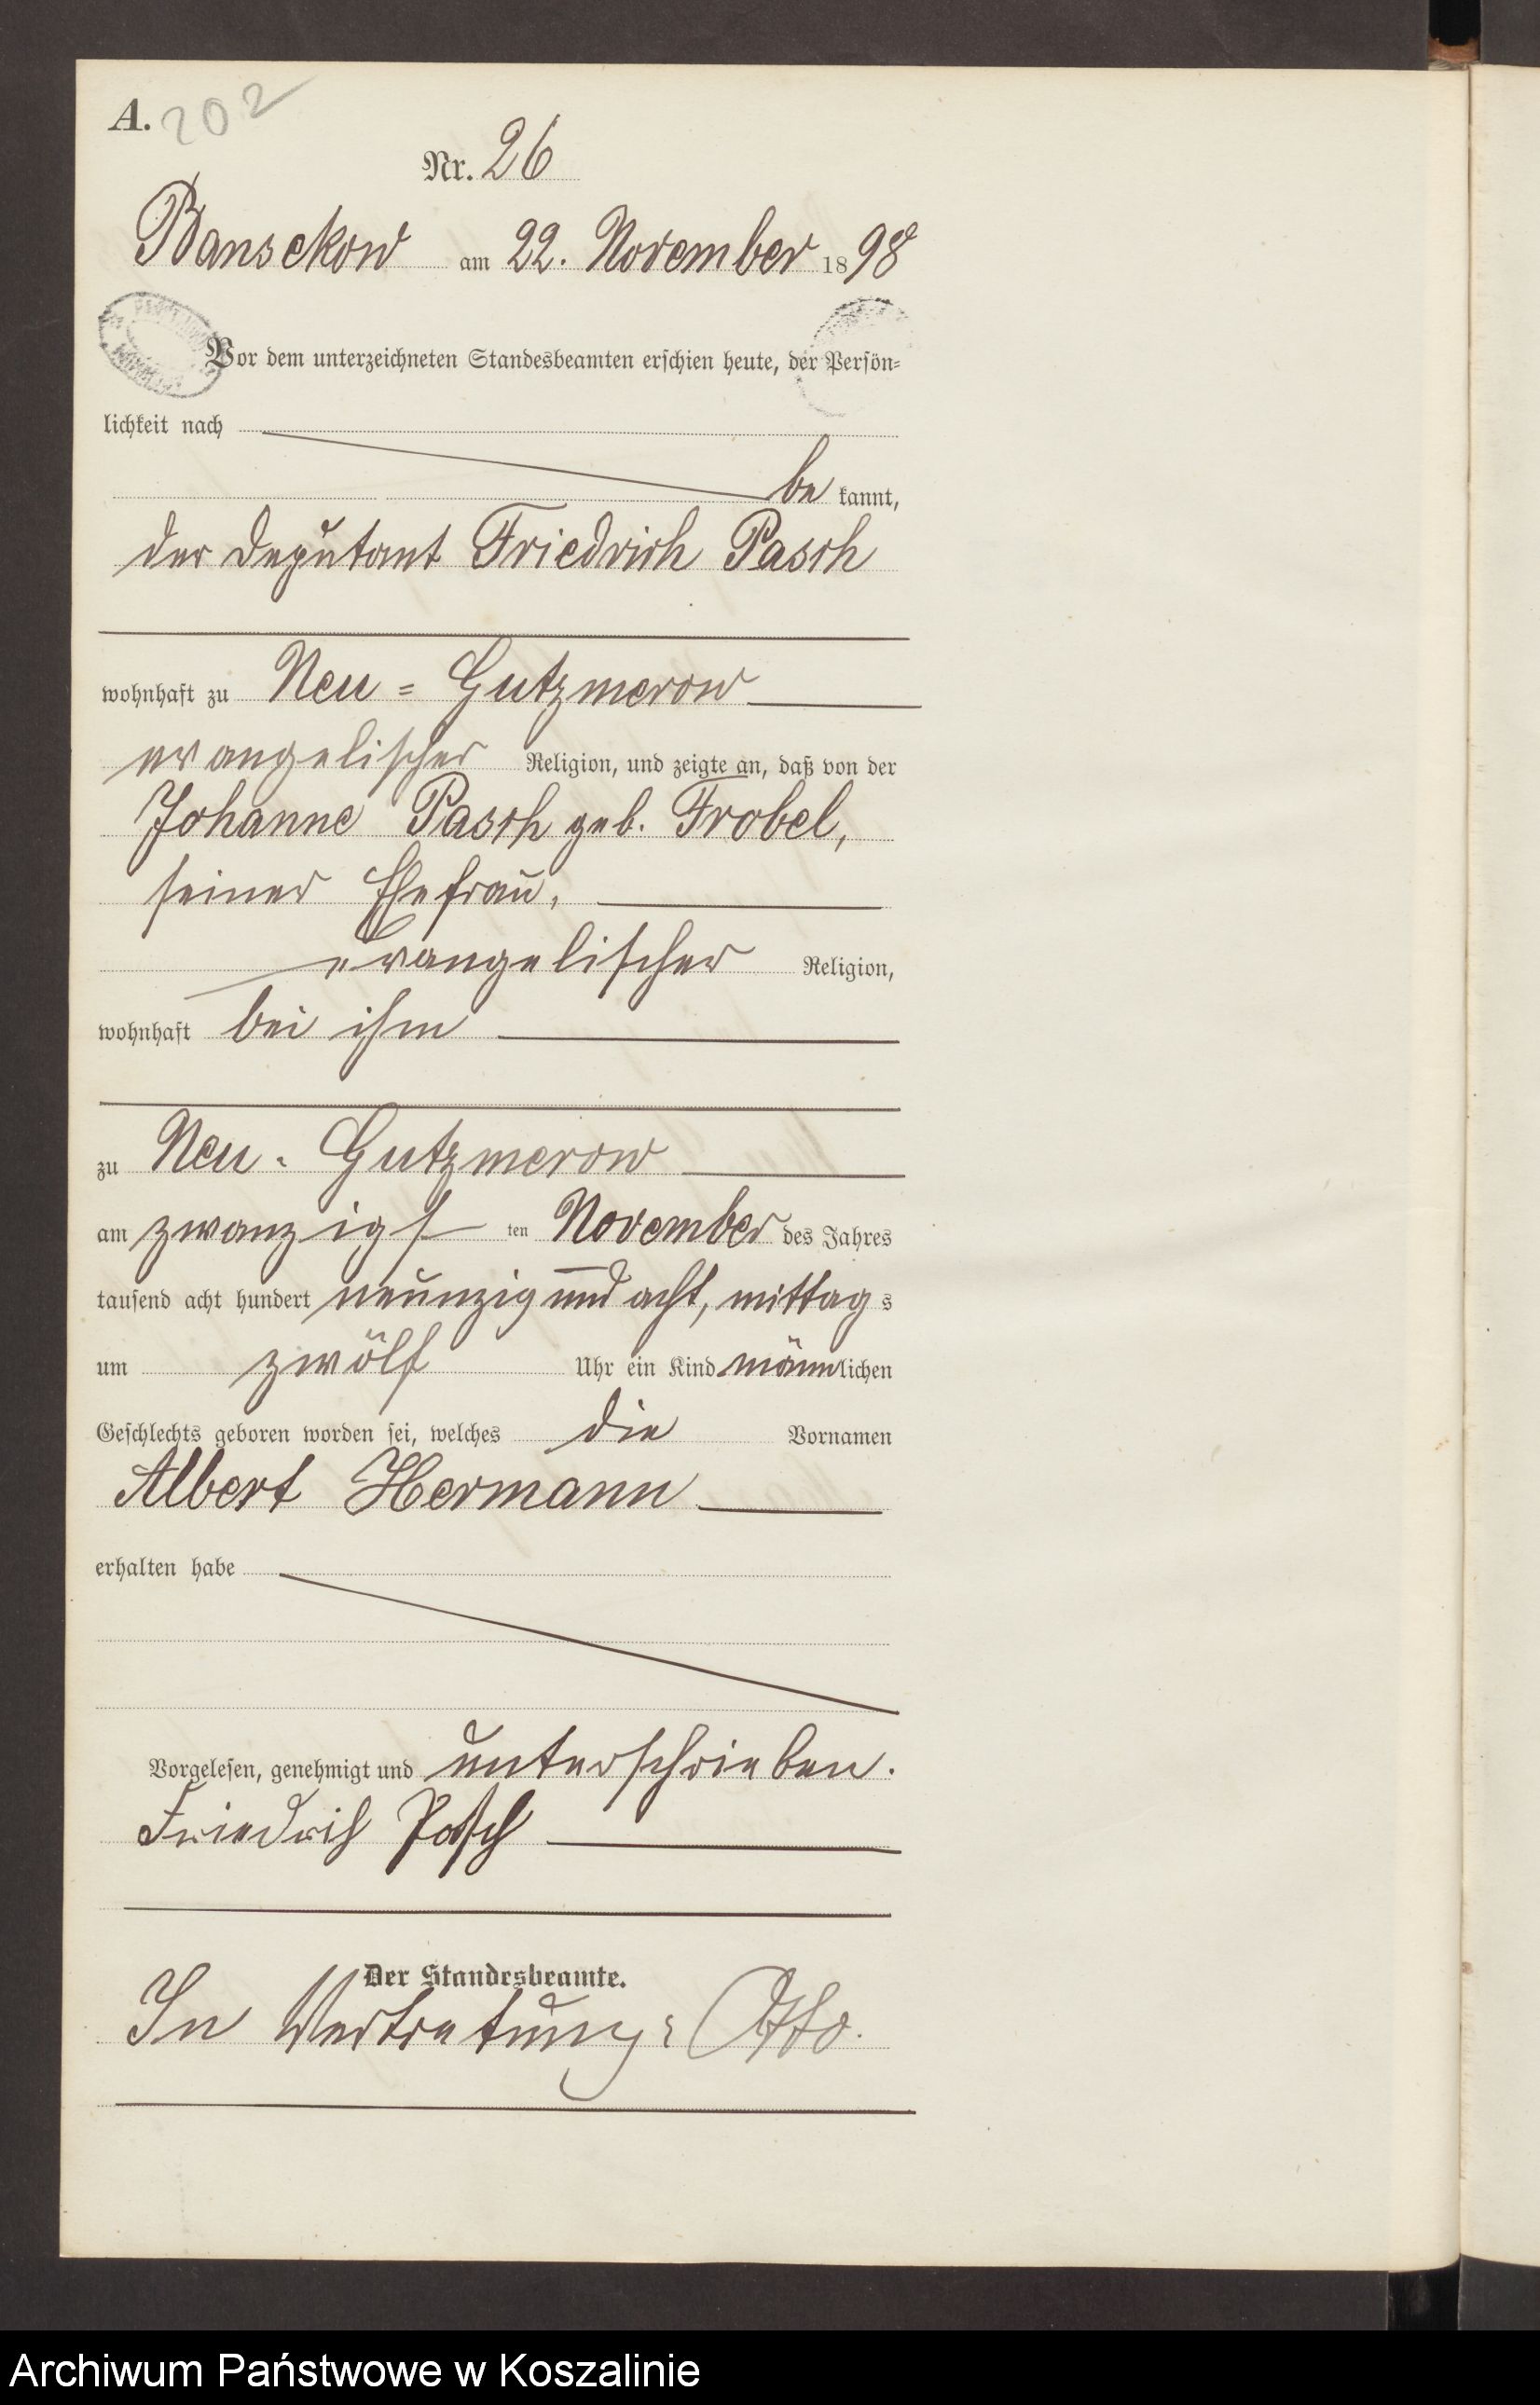 A. 202
Nr. 26
Bansekow am 22. November 1898
Vor dem unterzeichneten Standesbeamten erschien heute, der Persön-
lichkeit nach
be kannt,
der Deputant Friedrich Pasch
wohnhaft zu Neu - Gutzmerow
evangelischer Religion, und zeigte an, daß von der
Johanne Pasch geb. Frobel,
seiner Ehefrau,
evangelischer Religion,
wohnhaft bei ihm
zu Neu - Gutzmerow
am zwanzigsten November des Jahres
tausend acht hundert neunzig und acht, mittags
um zwölf Uhr ein Kind männlichen
Geschlechts geboren worden sei, welches die Vornamen
Albert Hermann
erhalten habe
Vorgelesen, genehmigt und unterschrieben.
Friedrich Pasch
Der Standesbeamte.
In Vertretung: Otto.
Archiwum Państwowe w Koszalinie